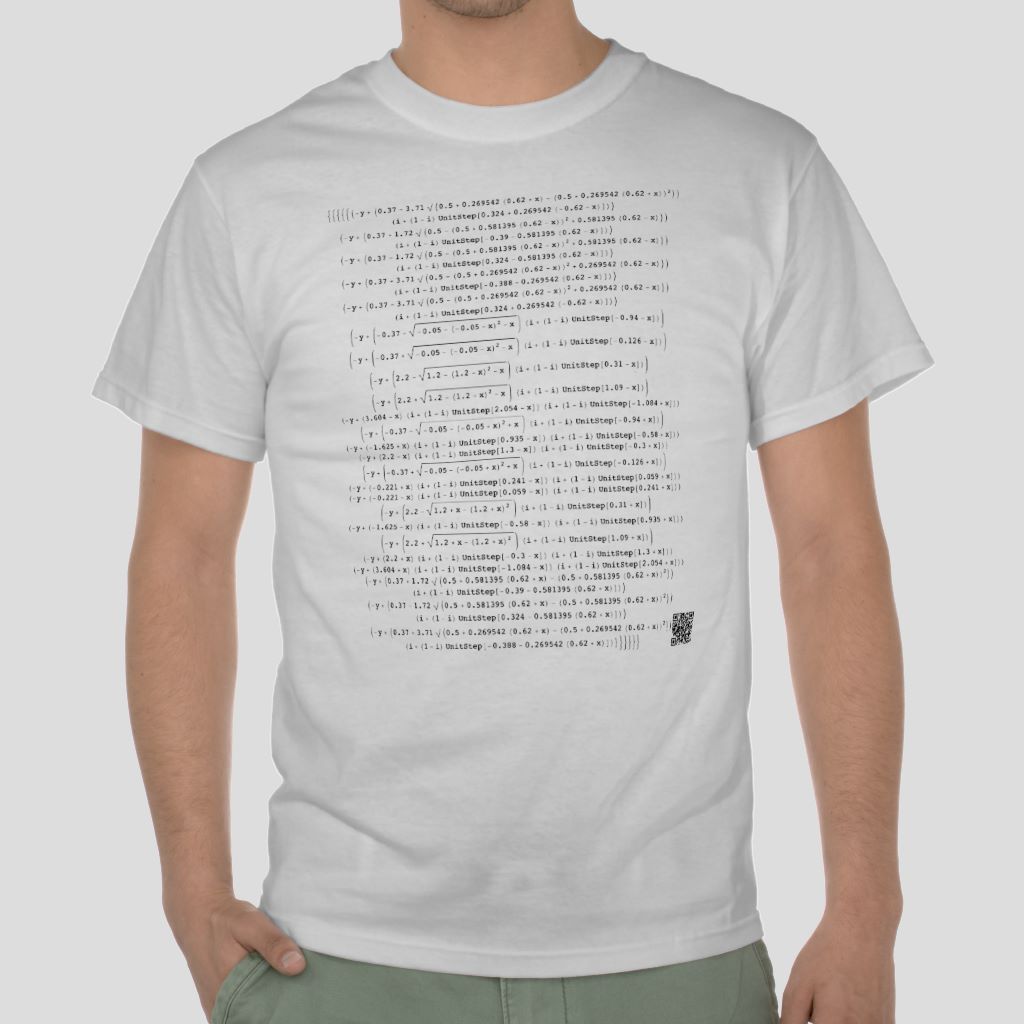 {{{{{(-y + (0.37 - 3.71 √(0.5 + 0.269542 (0.62 + x) - (0.5 + 0.269542 (0.62 + x))²))
(i + (1 - i) UnitStep[0.324 + 0.269542 (-0.62 - x)]))
(-y + (0.37 - 1.72 √(0.5 - (0.5 + 0.581395 (0.62 - x))² + 0.581395 (0.62 - x)))
(i + (1 - i) UnitStep[-0.39 - 0.581395 (0.62 - x)]))
(-y + (0.37 + 1.72 √(0.5 - (0.5 + 0.581395 (0.62 - x))² + 0.581395 (0.62 - x)))
(i + (1 - i) UnitStep[0.324 - 0.581395 (0.62 - x)]))
(-y + (0.37 + 3.71 √(0.5 - (0.5 + 0.269542 (0.62 - x))² + 0.269542 (0.62 - x)))
(i + (1 - i) UnitStep[-0.388 - 0.269542 (0.62 - x)]))
(-y + (0.37 - 3.71 √(0.5 - (0.5 + 0.269542 (0.62 - x))² + 0.269542 (0.62 - x)))
(i + (1 - i) UnitStep[0.324 + 0.269542 (-0.62 + x)]))
(-y + (-0.37 - √(-0.05 - (-0.05 - x)² - x)) (i + (1 - i) UnitStep[-0.94 - x]))
(-y + (-0.37 + √(-0.05 - (-0.05 - x)² - x)) (i + (1 - i) UnitStep[-0.126 - x]))
(-y + (2.2 - √(1.2 - (1.2 - x)² - x)) (i + (1 - i) UnitStep[0.31 - x]))
(-y + (2.2 + √(1.2 - (1.2 - x)² - x)) (i + (1 - i) UnitStep[1.09 - x]))
(-y + (3.604 - x) (i + (1 - i) UnitStep[2.054 - x]) (i + (1 - i) UnitStep[-1.084 + x]))
(-y + (-0.37 - √(-0.05 - (-0.05 + x)² + x)) (i + (1 - i) UnitStep[-0.94 + x]))
(-y + (-1.625 + x) (i + (1 - i) UnitStep[0.935 - x]) (i + (1 - i) UnitStep[-0.58 + x]))
(-y + (2.2 - x) (i + (1 - i) UnitStep[1.3 - x]) (i + (1 - i) UnitStep[-0.3 + x]))
(-y + (-0.37 + √(-0.05 - (-0.05 + x)² + x)) (i + (1 - i) UnitStep[-0.126 + x]))
(-y + (-0.221 + x) (i + (1 - i) UnitStep[0.241 - x]) (i + (1 - i) UnitStep[0.059 + x]))
(-y + (-0.221 - x) (i + (1 - i) UnitStep[0.059 - x]) (i + (1 - i) UnitStep[0.241 + x]))
(-y + (2.2 - √(1.2 + x - (1.2 + x)²)) (i + (1 - i) UnitStep[0.31 + x]))
(-y + (-1.625 - x) (i + (1 - i) UnitStep[-0.58 - x]) (i + (1 - i) UnitStep[0.935 + x]))
(-y + (2.2 + √(1.2 + x - (1.2 + x)²)) (i + (1 - i) UnitStep[1.09 + x]))
(-y + (2.2 + x) (i + (1 - i) UnitStep[-0.3 - x]) (i + (1 - i) UnitStep[1.3 + x]))
(-y + (3.604 + x) (i + (1 - i) UnitStep[-1.084 - x]) (i + (1 - i) UnitStep[2.054 + x]))
(-y + (0.37 + 1.72 √(0.5 + 0.581395 (0.62 + x) - (0.5 + 0.581395 (0.62 + x))²))
(i + (1 - i) UnitStep[-0.39 - 0.581395 (0.62 + x)]))
(-y + (0.37 - 1.72 √(0.5 + 0.581395 (0.62 + x) - (0.5 + 0.581395 (0.62 + x))²))
(i + (1 - i) UnitStep[0.324 - 0.581395 (0.62 + x)]))
(-y + (0.37 + 3.71 √(0.5 + 0.269542 (0.62 + x) - (0.5 + 0.269542 (0.62 + x))²))
(i + (1 - i) UnitStep[-0.388 - 0.269542 (0.62 + x)])}}}}}